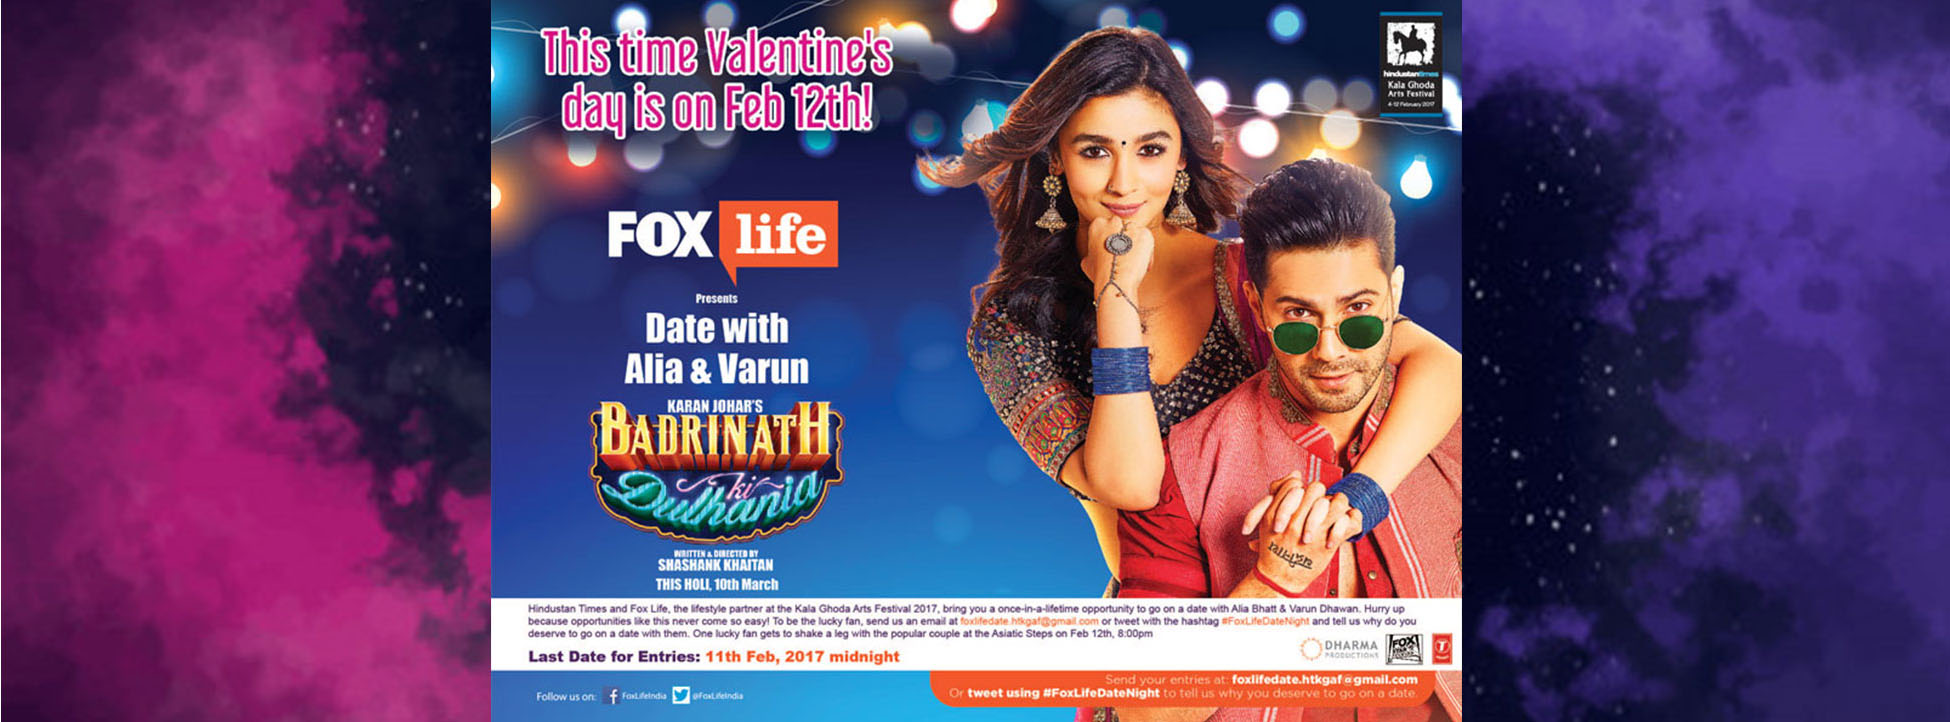 This time Valentine's
day is on Feb 12th!
hindustantimes
Kala Ghoda
Arts Festival
4-12 February 2017
FOX life
Presents
Date with
Alia & Varun
KARAN JOHAR'S
BADRINATH
ki
Dulhania
WRITTEN & DIRECTED BY
SHASHANK KHAITAN
THIS HOLI, 10th March
Hindustan Times and Fox Life, the lifestyle partner at the Kala Ghoda Arts Festival 2017, bring you a once-in-a-lifetime opportunity to go on a date with Alia Bhatt & Varun Dhawan. Hurry up
because opportunities like this never come so easy! To be the lucky fan, send us an email at foxlifedate.htkgaf@gmail.com or tweet with the hashtag #FoxLifeDateNight and tell us why do you
deserve to go on a date with them. One lucky fan gets to shake a leg with the popular couple at the Asiatic Steps on Feb 12th, 8:00pm
Last Date for Entries: 11th Feb, 2017 midnight
DHARMA
PRODUCTIONS
FOX
STAR
STUDIOS
Follow us on: FoxLifeIndia @FoxLifeIndia
Send your entries at: foxlifedate.htkgaf@gmail.com
Or tweet using #FoxLifeDateNight to tell us why you deserve to go on a date.